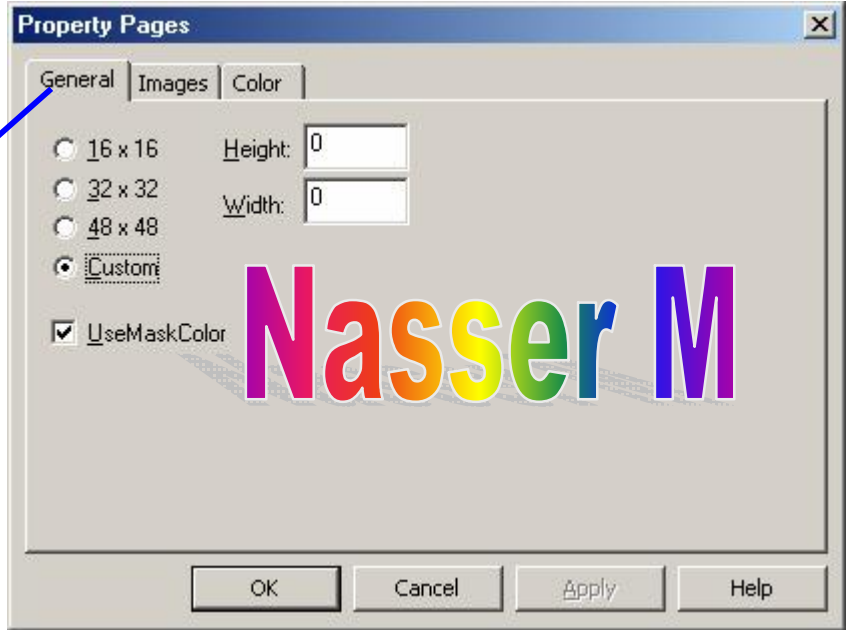 Property Pages
General Images Color
16 x 16 Height: 0
32 x 32
Width: 0
48 x 48
Custom
UseMaskColor
Nasser M
OK Cancel Apply Help